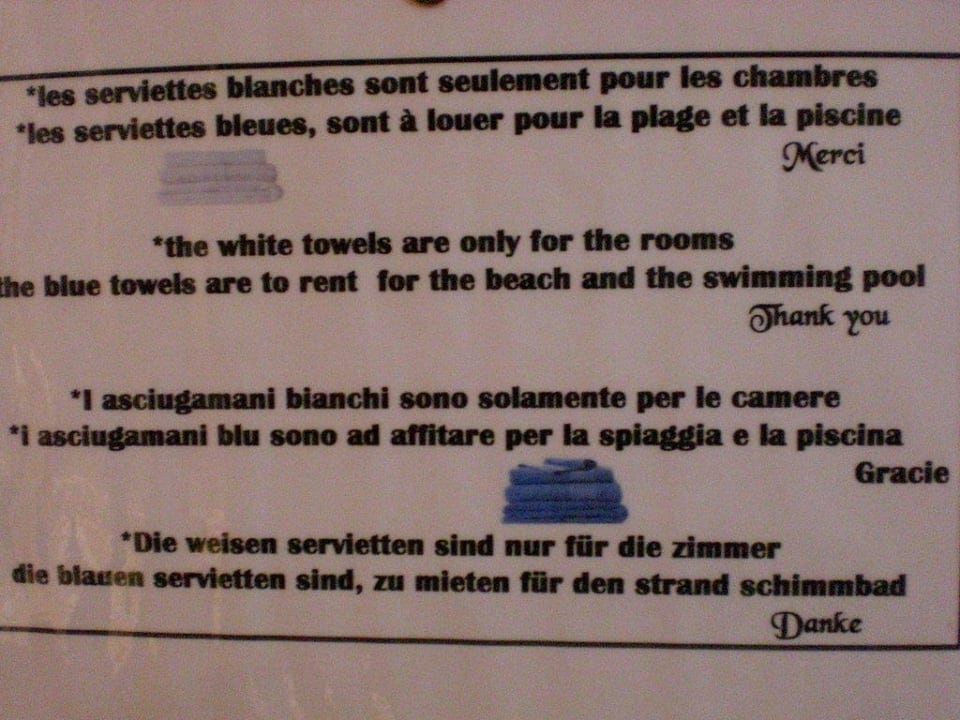 *les serviettes blanches sont seulement pour les chambres
*les serviettes bleues, sont à louer pour la plage et la piscine
Merci
*the white towels are only for the rooms
the blue towels are to rent for the beach and the swimming pool
Thank you
*I asciugamani bianchi sono solamente per le camere
*i asciugamani blu sono ad affitare per la spiaggia e la piscina
Gracie
*Die weisen servietten sind nur für die zimmer
die blauen servietten sind, zu mieten für den strand schimmbad
Danke